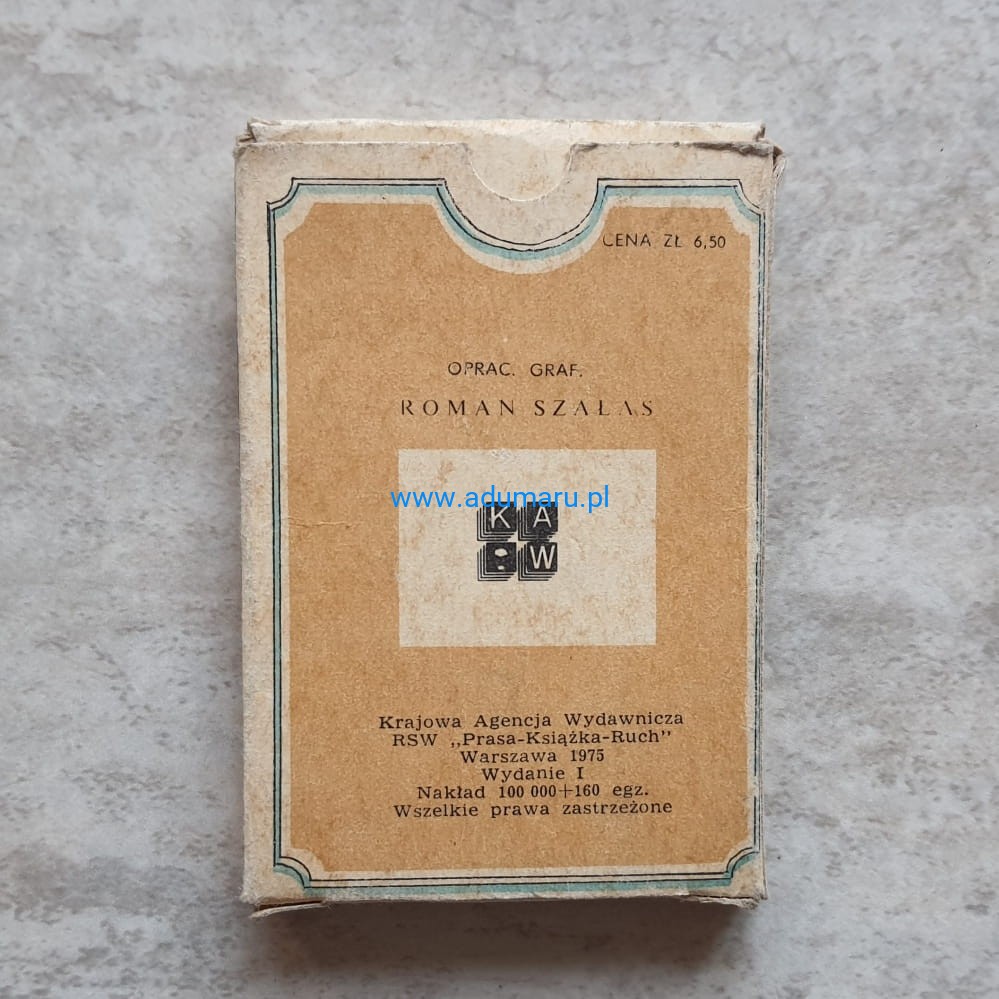 CENA ZŁ 6,50
OPRAC. GRAF.
ROMAN SZAŁAS
www.adumaru.pl
K A
W
Krajowa Agencja Wydawnicza
RSW „Prasa-Książka-Ruch”
Warszawa 1975
Wydanie I
Nakład 100 000+160 egz.
Wszelkie prawa zastrzeżone